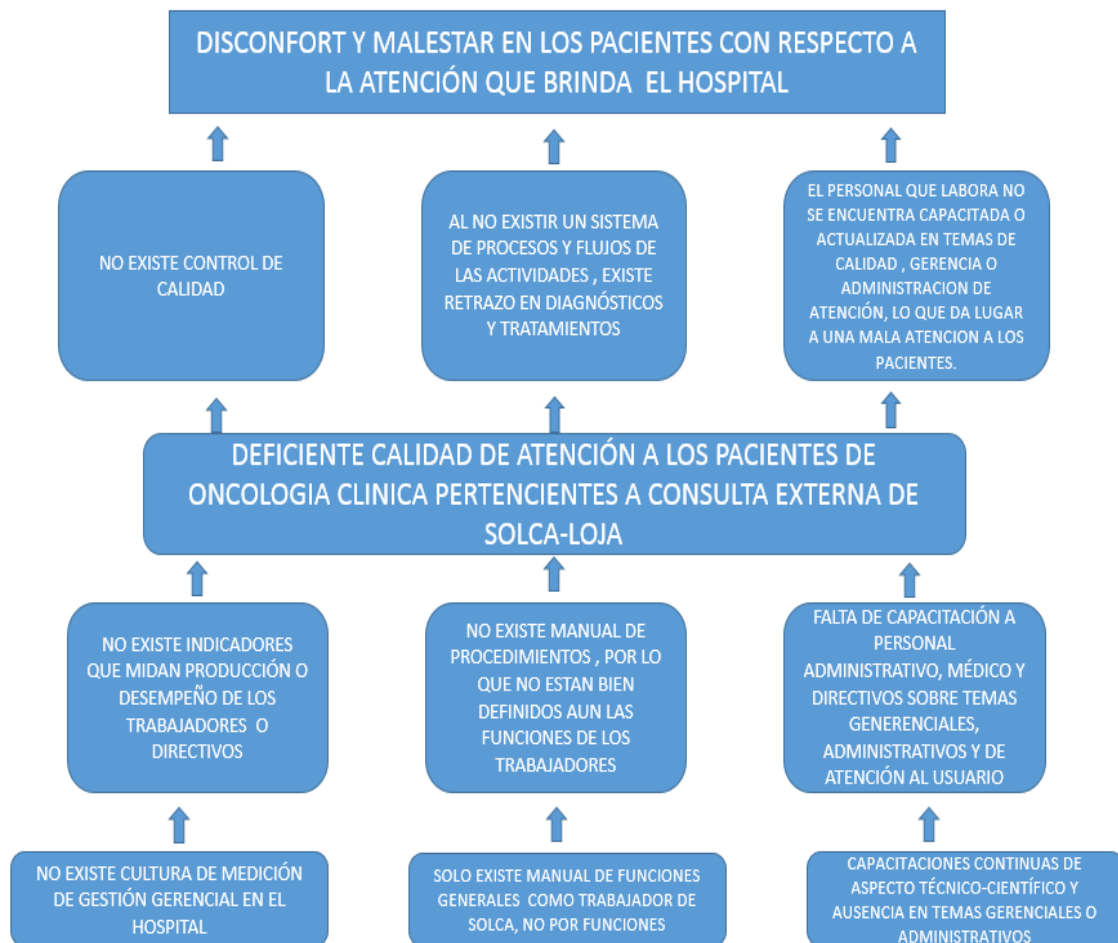 DISCONFORT Y MALESTAR EN LOS PACIENTES CON RESPECTO A
LA ATENCIÓN QUE BRINDA EL HOSPITAL
NO EXISTE CONTROL DE
CALIDAD
AL NO EXISTIR UN SISTEMA
DE PROCESOS Y FLUJOS DE
LAS ACTIVIDADES , EXISTE
RETRAZO EN DIAGNÓSTICOS
Y TRATAMIENTOS
EL PERSONAL QUE LABORA NO
SE ENCUENTRA CAPACITADA O
ACTUALIZADA EN TEMAS DE
CALIDAD , GERENCIA O
ADMINISTRACION DE
ATENCIÓN, LO QUE DA LUGAR
A UNA MALA ATENCION A LOS
PACIENTES.
DEFICIENTE CALIDAD DE ATENCIÓN A LOS PACIENTES DE
ONCOLOGIA CLINICA PERTENCIENTES A CONSULTA EXTERNA DE
SOLCA-LOJA
NO EXISTE INDICADORES
QUE MIDAN PRODUCCIÓN O
DESEMPEÑO DE LOS
TRABAJADORES O
DIRECTIVOS
NO EXISTE MANUAL DE
PROCEDIMIENTOS , POR LO
QUE NO ESTAN BIEN
DEFINIDOS AUN LAS
FUNCIONES DE LOS
TRABAJADORES
FALTA DE CAPACITACIÓN A
PERSONAL
ADMINISTRATIVO, MÉDICO Y
DIRECTIVOS SOBRE TEMAS
GENERENCIALES,
ADMINISTRATIVOS Y DE
ATENCIÓN AL USUARIO
NO EXISTE CULTURA DE MEDICIÓN
DE GESTIÓN GERENCIAL EN EL
HOSPITAL
SOLO EXISTE MANUAL DE FUNCIONES
GENERALES COMO TRABAJADOR DE
SOLCA, NO POR FUNCIONES
CAPACITACIONES CONTINUAS DE
ASPECTO TÉCNICO-CIENTÍFICO Y
AUSENCIA EN TEMAS GERENCIALES O
ADMINISTRATIVOS